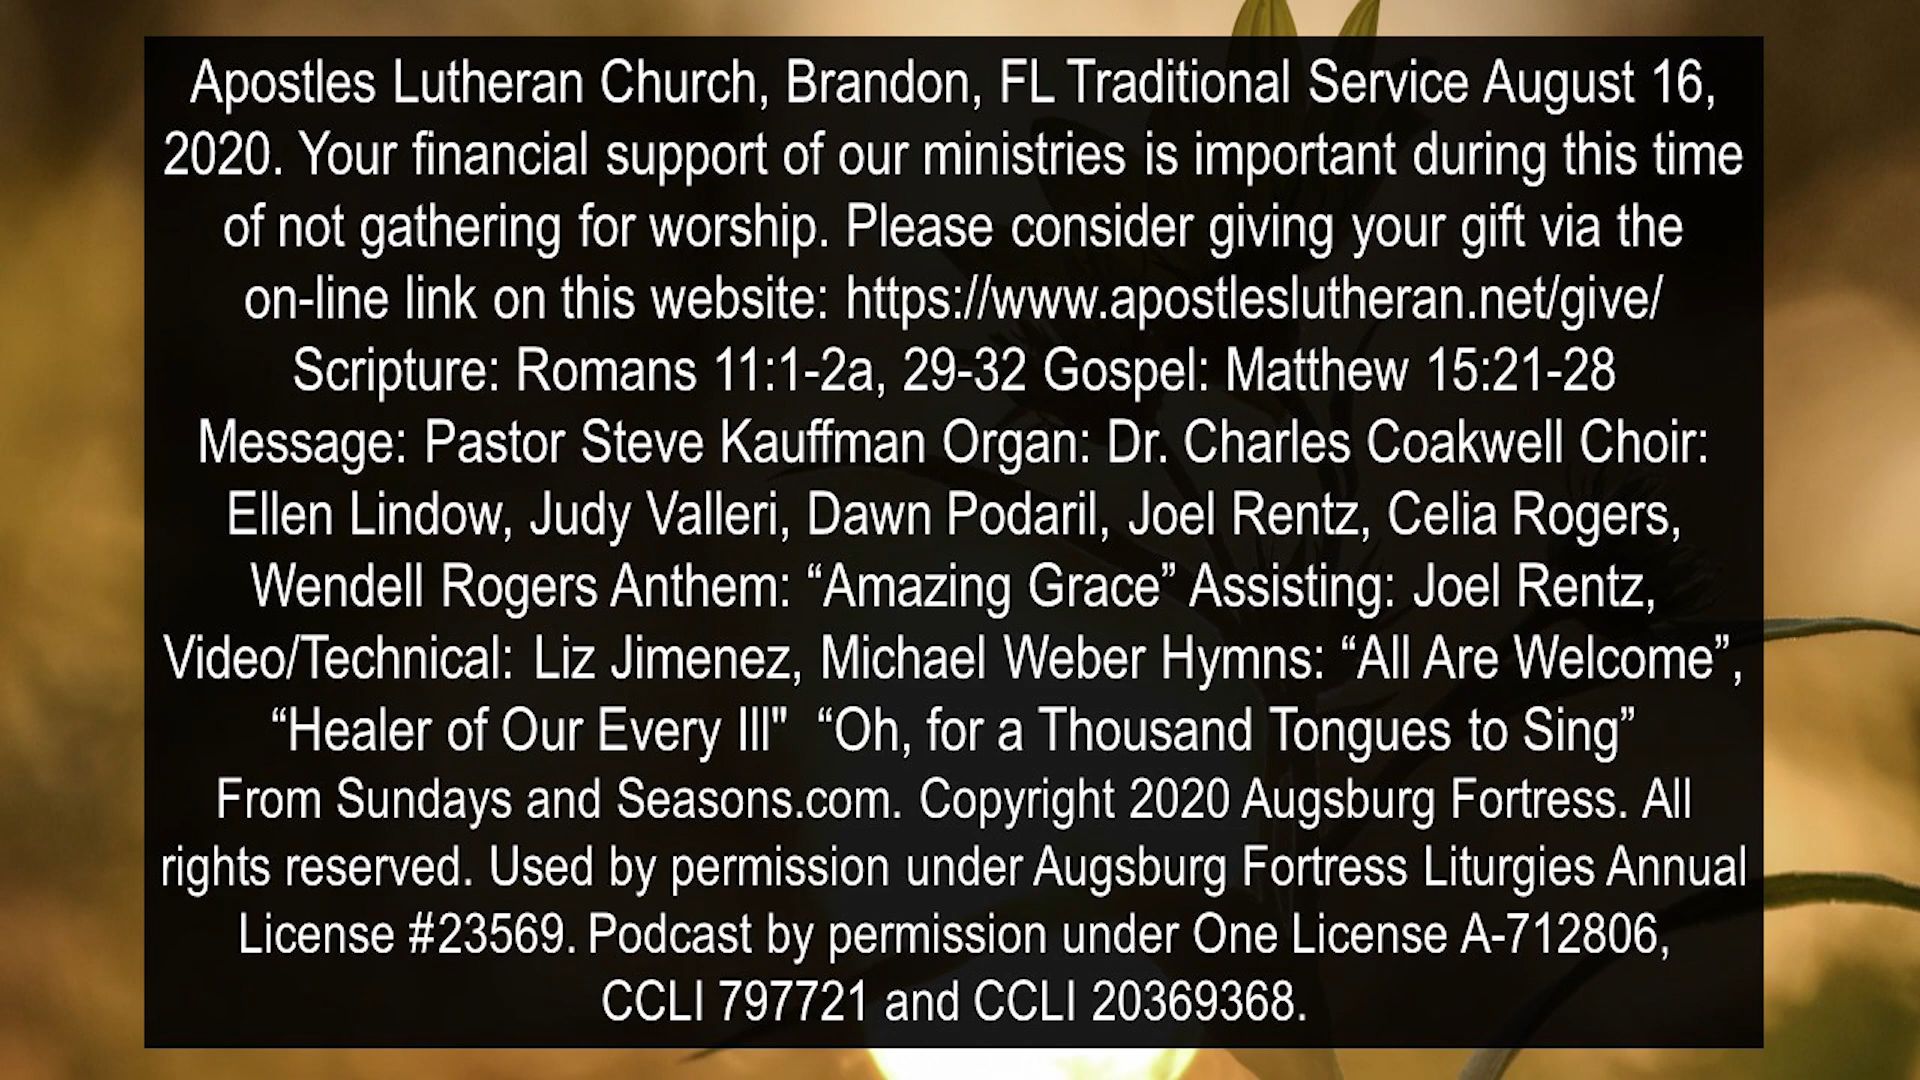 Apostles Lutheran Church, Brandon, FL Traditional Service August 16,
2020. Your financial support of our ministries is important during this time
of not gathering for worship. Please consider giving your gift via the
on-line link on this website: https://www.apostleslutheran.net/give/
Scripture: Romans 11:1-2a, 29-32 Gospel: Matthew 15:21-28
Message: Pastor Steve Kauffman Organ: Dr. Charles Coakwell Choir:
Ellen Lindow, Judy Valleri, Dawn Podaril, Joel Rentz, Celia Rogers,
Wendell Rogers Anthem: “Amazing Grace” Assisting: Joel Rentz,
Video/Technical: Liz Jimenez, Michael Weber Hymns: “All Are Welcome”,
“Healer of Our Every Ill"  “Oh, for a Thousand Tongues to Sing”
From Sundays and Seasons.com. Copyright 2020 Augsburg Fortress. All
rights reserved. Used by permission under Augsburg Fortress Liturgies Annual
License #23569. Podcast by permission under One License A-712806,
CCLI 797721 and CCLI 20369368.